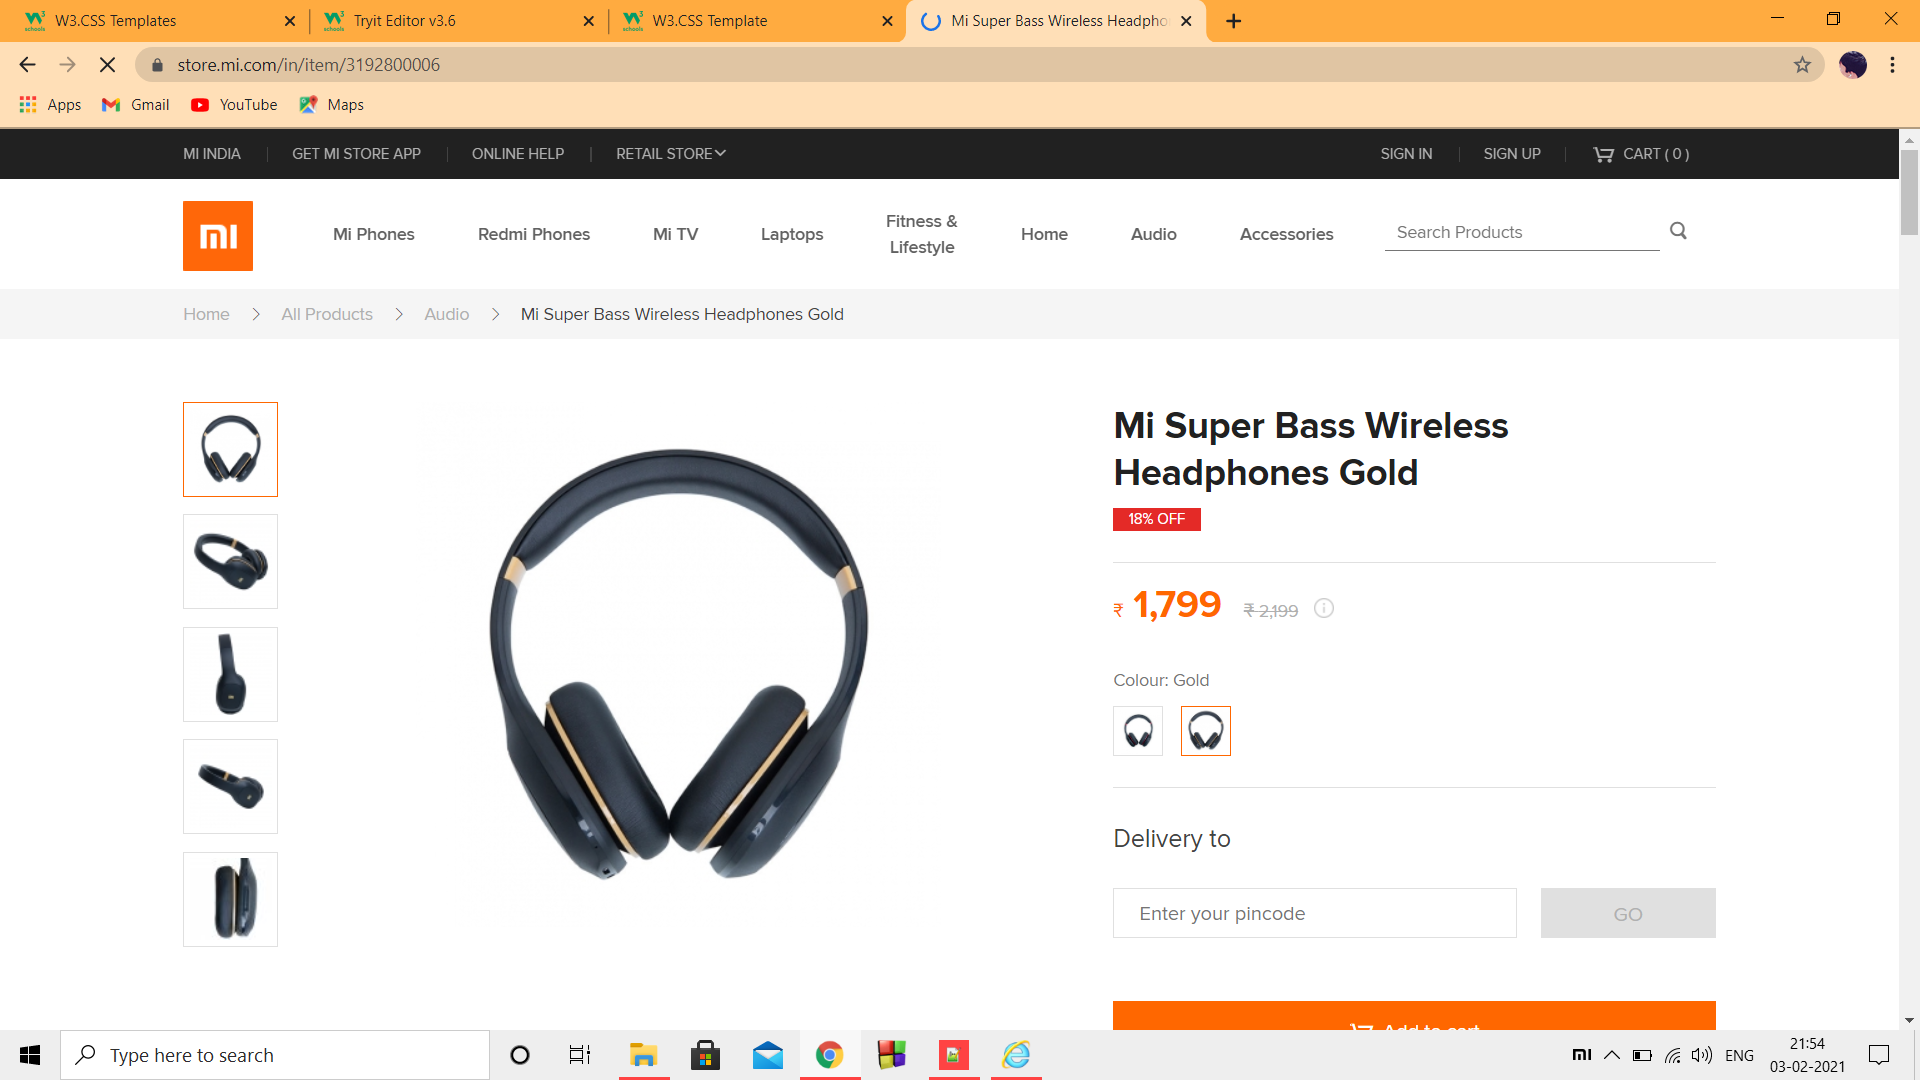 W3.CSS Templates
Tryit Editor v3.6
W3.CSS Template
Mi Super Bass Wireless Headpho
store.mi.com/in/item/3192800006
Apps
Gmail
YouTube
Maps
MI INDIA
GET MI STORE APP
ONLINE HELP
RETAIL STORE
SIGN IN
SIGN UP
CART ( 0 )
mi
Mi Phones
Redmi Phones
Mi TV
Laptops
Fitness &
Lifestyle
Home
Audio
Accessories
Search Products
Home
All Products
Audio
Mi Super Bass Wireless Headphones Gold
Mi Super Bass Wireless
Headphones Gold
18% OFF
₹ 1,799 ₹ 2,199
Colour: Gold
Delivery to
Enter your pincode
GO
Add to cart
Type here to search
mi
ENG
21:54
03-02-2021